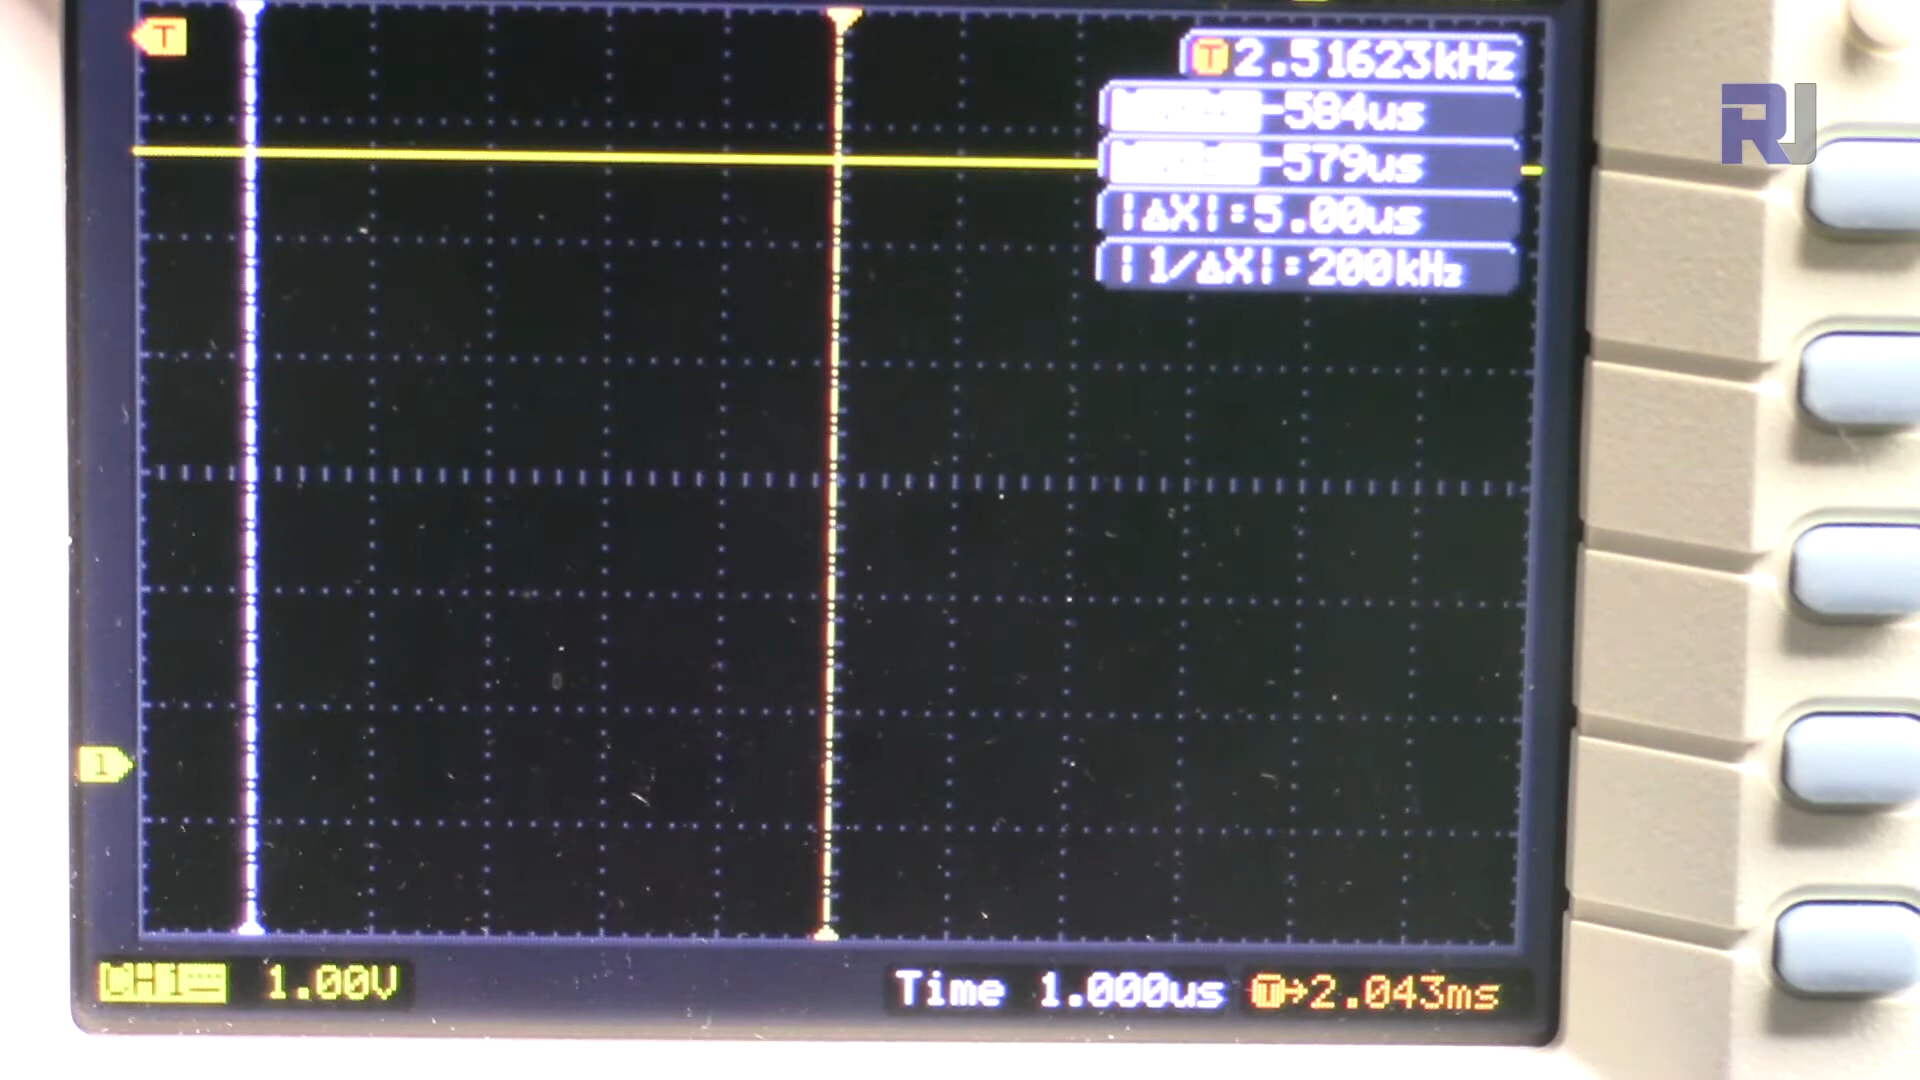 T
T 2.51623kHz
RJ
-584us
-579us
|ΔX|:5.00us
|1/ΔX|:200kHz
1
CH1 1.00V Time 1.000us T→2.043ms